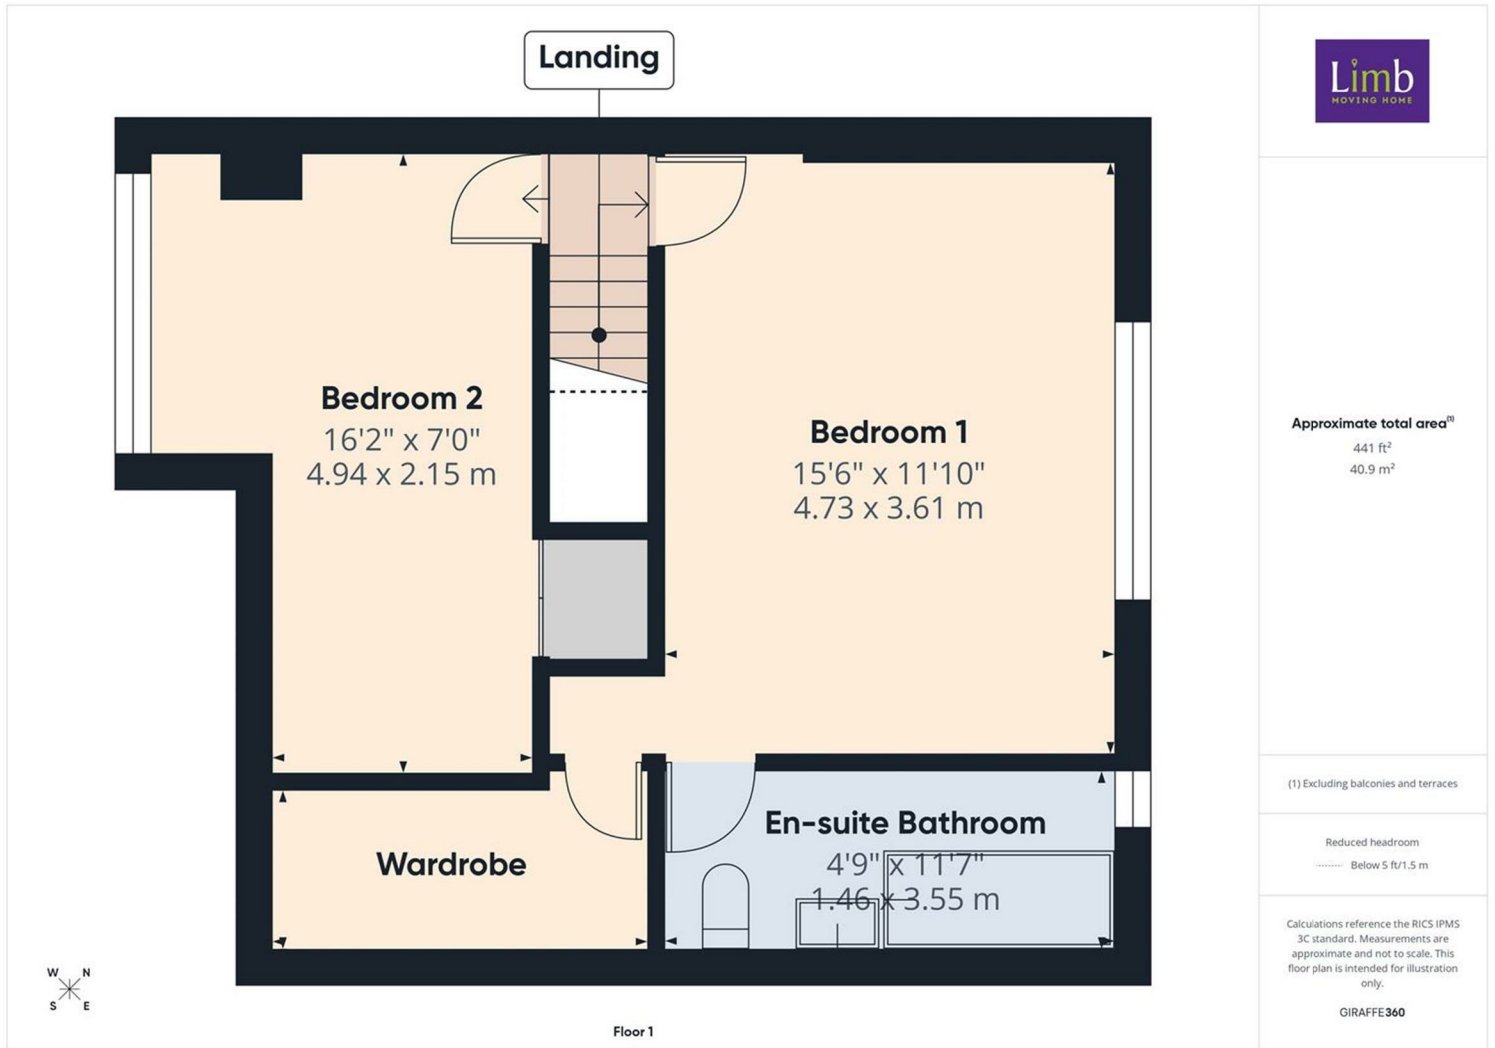 Landing
Limb
MOVING HOME
Bedroom 2
16'2" x 7'0"
4.94 x 2.15 m
Bedroom 1
15'6" x 11'10"
4.73 x 3.61 m
Approximate total area(1)
441 ft²
40.9 m²
En-suite Bathroom
4'9" x 11'7"
1.46 x 3.55 m
Wardrobe
(1) Excluding balconies and terraces
Reduced headroom
Below 5 ft/1.5 m
Calculations reference the RICS IPMS
3C standard. Measurements are
approximate and not to scale. This
floor plan is intended for illustration
only.
GIRAFFE360
W N
S E
Floor 1